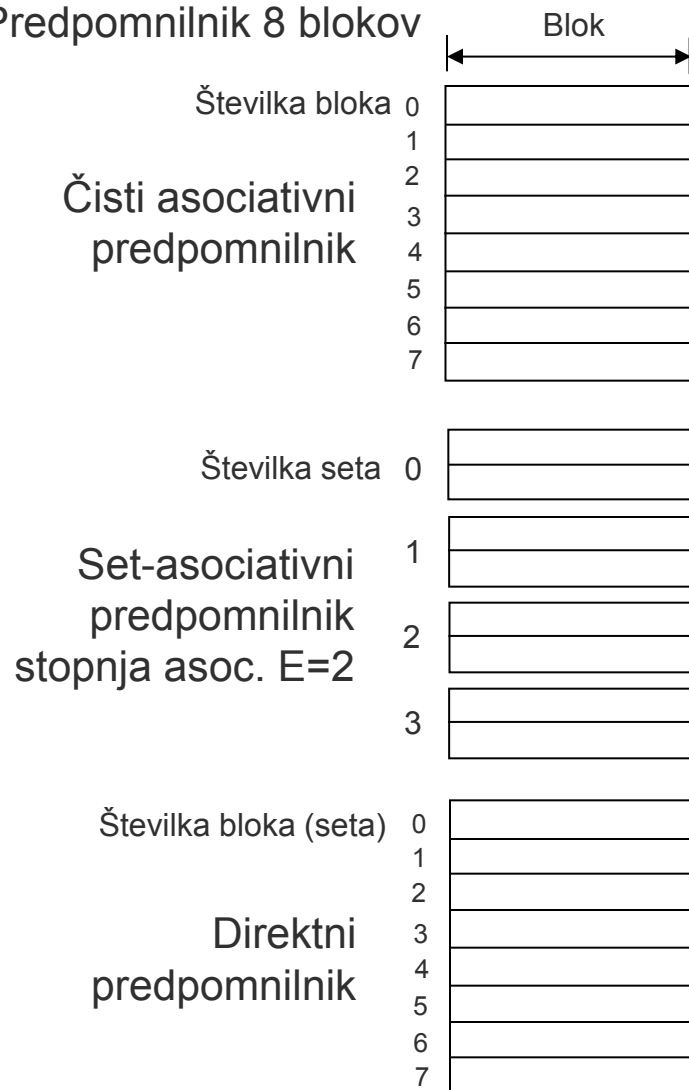 Predpomnilnik 8 blokov
Blok
Številka bloka 0
1
2
Čisti asociativni
3
predpomnilnik
4
5
6
7
Številka seta 0
Set-asociativni
1
predpomnilnik
2
stopnja asoc. E=2
3
Številka bloka (seta) 0
1
2
Direktni
3
predpomnilnik
4
5
6
7